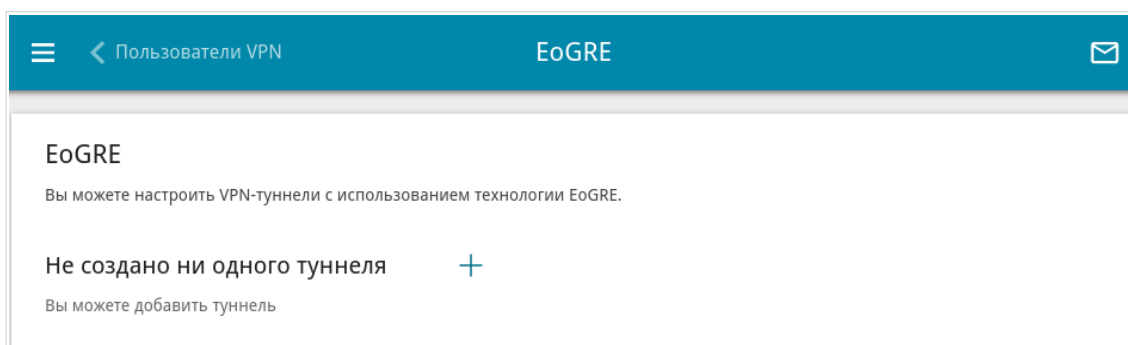 Пользователи VPN
EoGRE
EoGRE
Вы можете настроить VPN-туннели с использованием технологии EoGRE.
Не создано ни одного туннеля
Вы можете добавить туннель